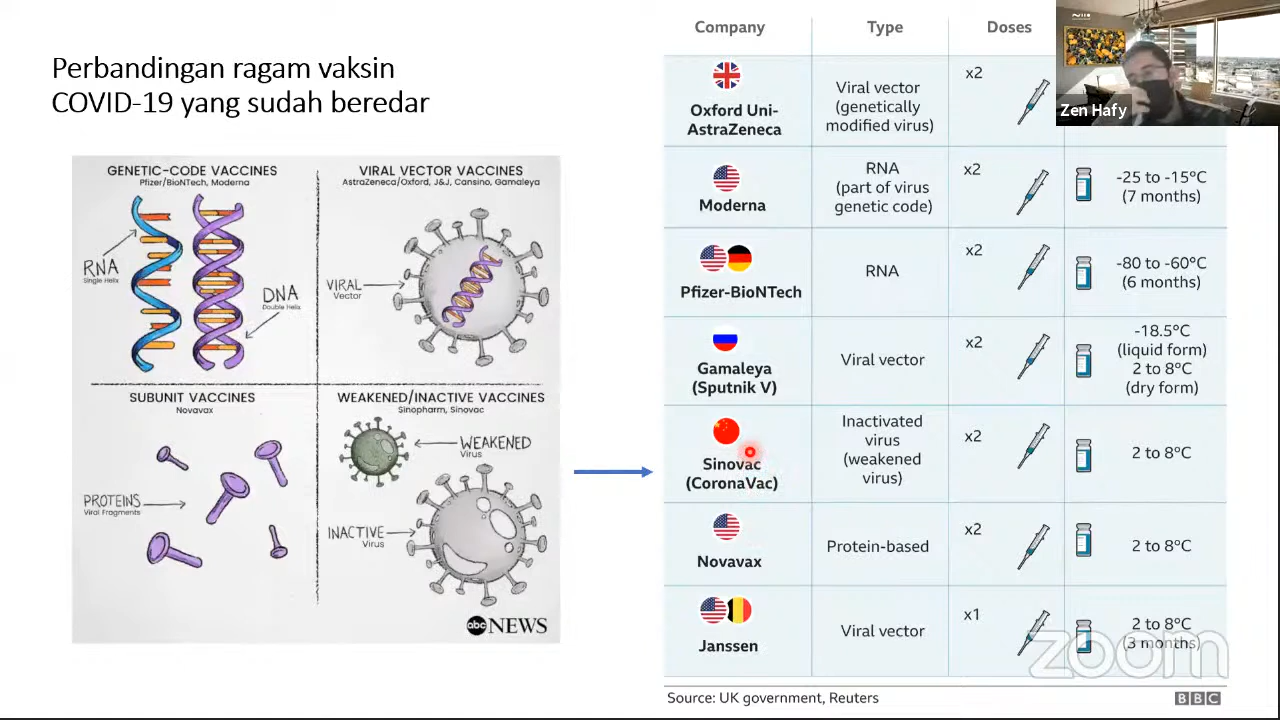 Perbandingan ragam vaksin
COVID-19 yang sudah beredar
GENETIC-CODE VACCINES
Pfizer/BioNTech, Moderna
RNA
Single Helix
DNA
Double Helix
VIRAL VECTOR VACCINES
AstraZeneca/Oxford, J&J, Cansino, Gamaleya
VIRAL
Vector
SUBUNIT VACCINES
Novavax
PROTEINS
Viral Fragments
WEAKENED/INACTIVE VACCINES
Sinopharm, Sinovac
WEAKENED
Virus
INACTIVE
Virus
abc NEWS
Company Type Doses
Oxford Uni-
AstraZeneca
Viral vector
(genetically
modified virus)
x2
Moderna
RNA
(part of virus
genetic code)
x2
-25 to -15°C
(7 months)
Pfizer-BioNTech
RNA
x2
-80 to -60°C
(6 months)
Gamaleya
(Sputnik V)
Viral vector
x2
-18.5°C
(liquid form)
2 to 8°C
(dry form)
Sinovac
(CoronaVac)
Inactivated
virus
(weakened
virus)
x2
2 to 8°C
Novavax
Protein-based
x2
2 to 8°C
Janssen
Viral vector
x1
2 to 8°C
(3 months)
Source: UK government, Reuters
BBC
Zen Hafy
zoom